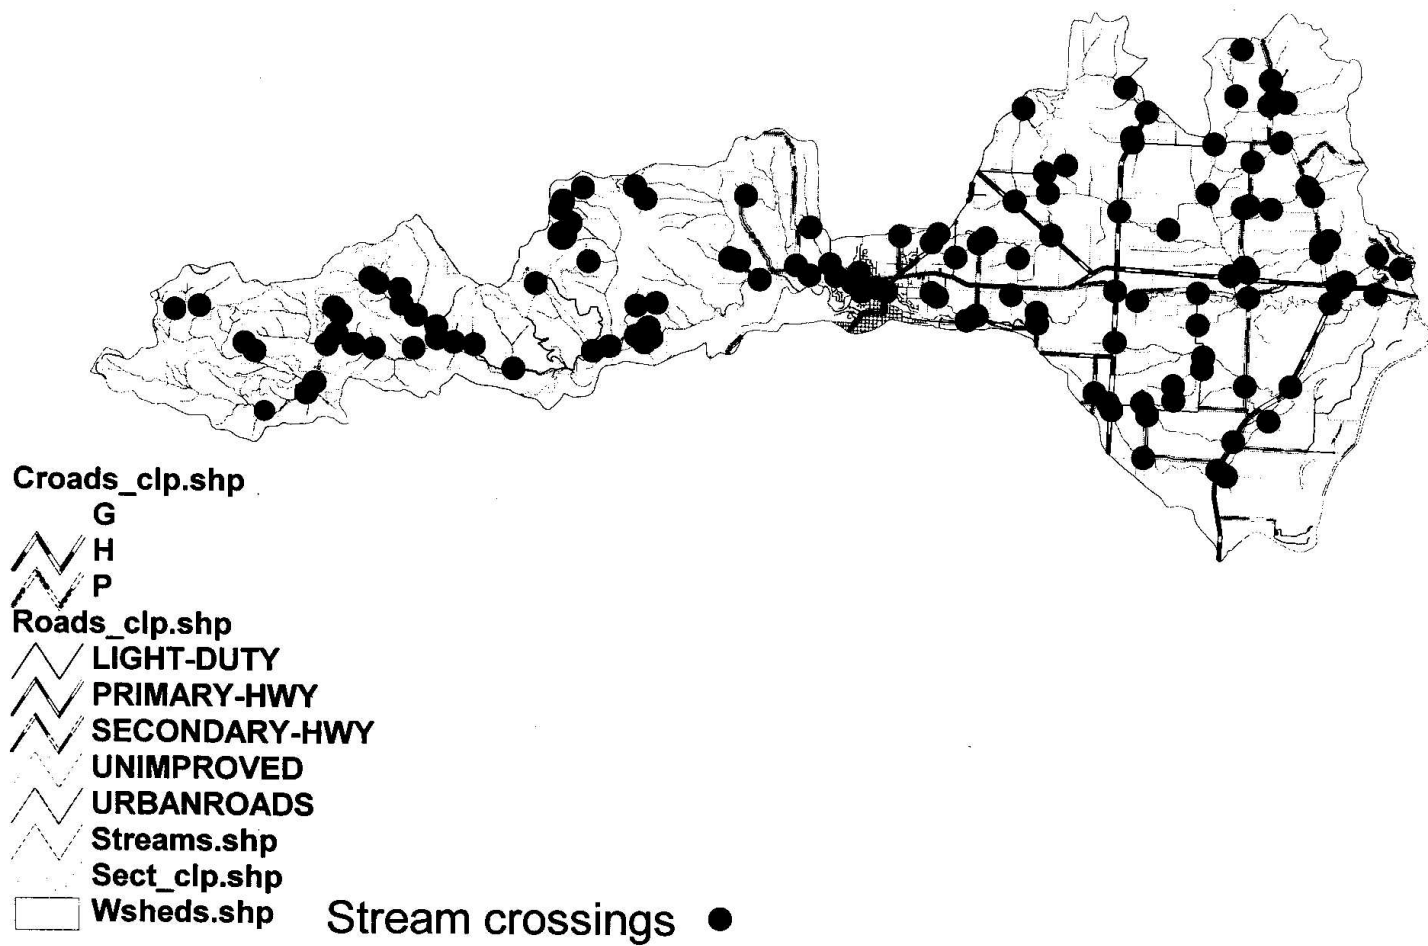 Croads_clp.shp
G
H
P
Roads_clp.shp
LIGHT-DUTY
PRIMARY-HWY
SECONDARY-HWY
UNIMPROVED
URBANROADS
Streams.shp
Sect_clp.shp
Wsheds.shp
Stream crossings